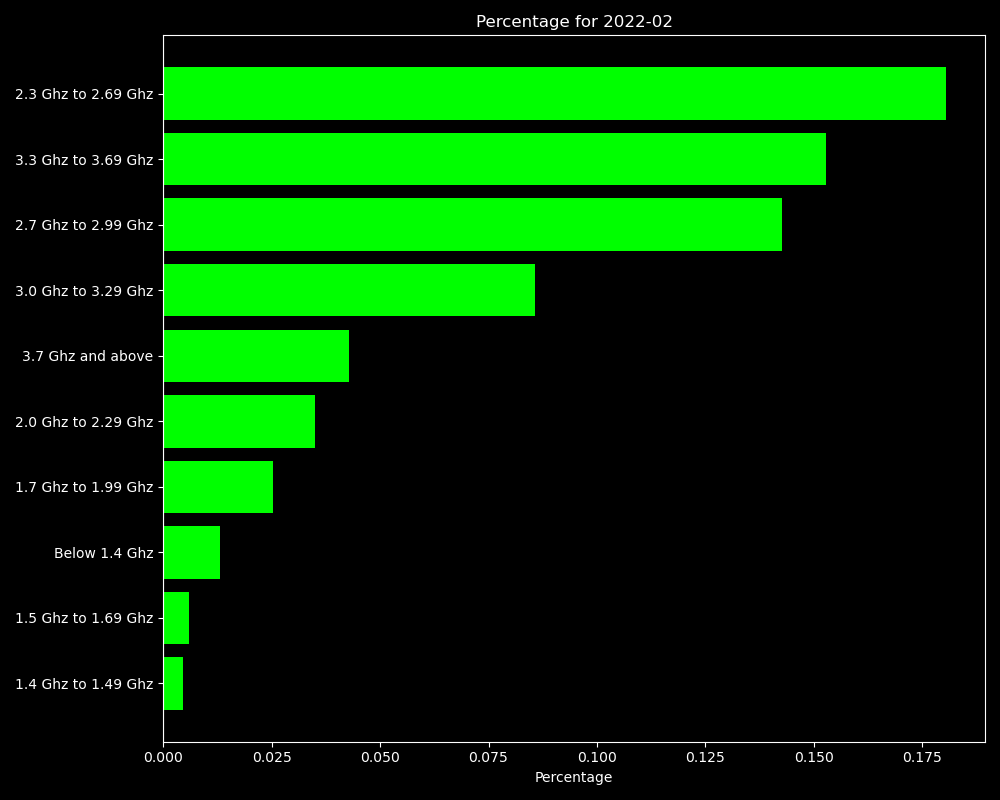 Percentage for 2022-02
2.3 Ghz to 2.69 Ghz
3.3 Ghz to 3.69 Ghz
2.7 Ghz to 2.99 Ghz
3.0 Ghz to 3.29 Ghz
3.7 Ghz and above
2.0 Ghz to 2.29 Ghz
1.7 Ghz to 1.99 Ghz
Below 1.4 Ghz
1.5 Ghz to 1.69 Ghz
1.4 Ghz to 1.49 Ghz
0.000 0.025 0.050 0.075 0.100 0.125 0.150 0.175
Percentage